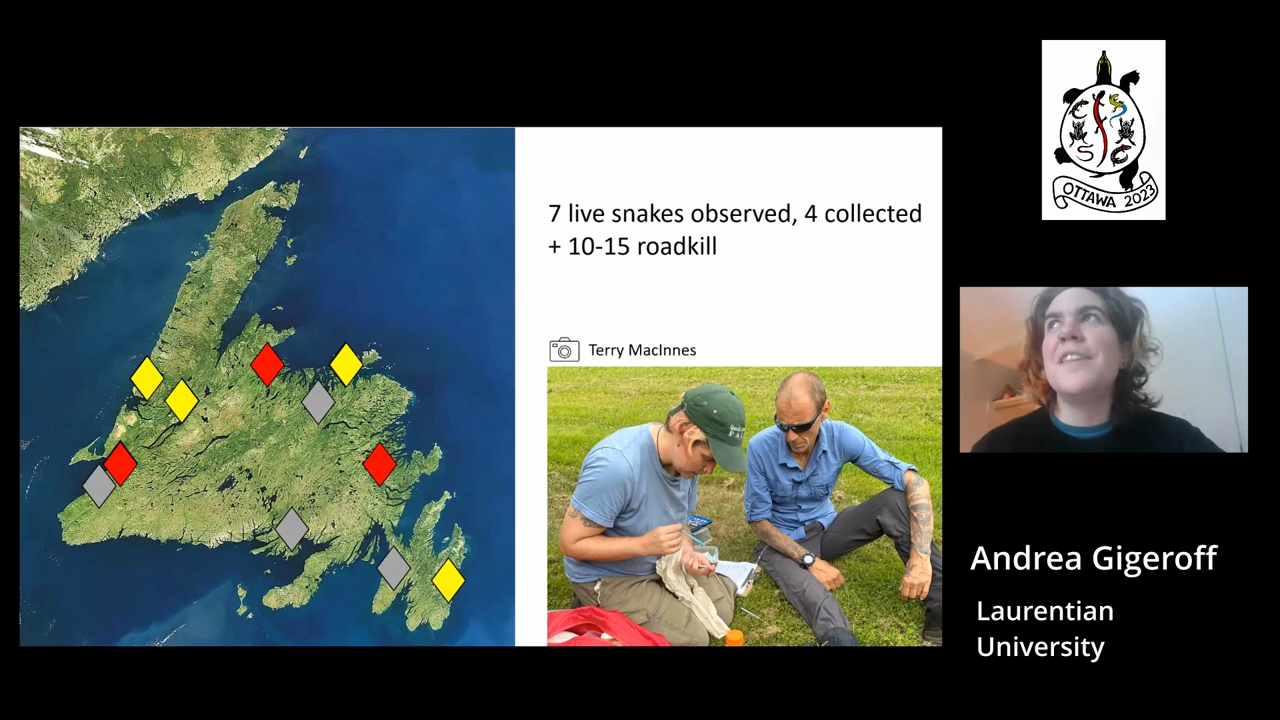 7 live snakes observed, 4 collected
+ 10-15 roadkill
Terry MacInnes
OTTAWA 2023
Andrea Gigeroff
Laurentian
University